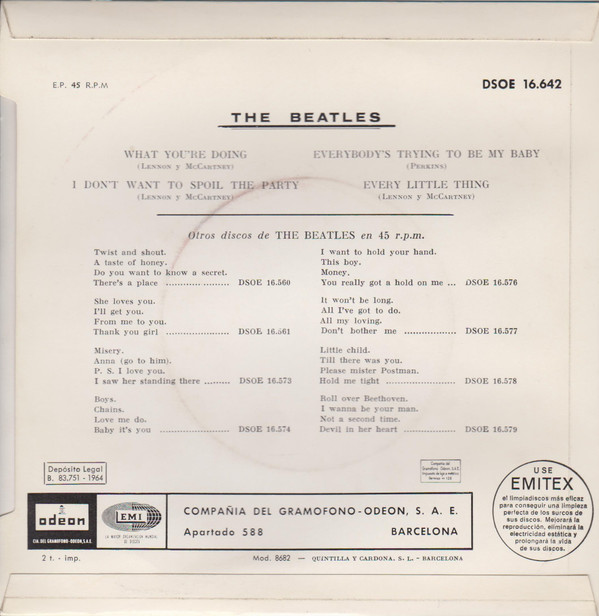 E.P. 45 R.P.M
DSOE 16.642
THE BEATLES
WHAT YOU'RE DOING
(LENNON Y MCCARTNEY)
EVERYBODY'S TRYING TO BE MY BABY
(PERKINS)
I DON'T WANT TO SPOIL THE PARTY
(LENNON Y MCCARTNEY)
EVERY LITTLE THING
(LENNON Y MCCARTNEY)
Otros discos de THE BEATLES en 45 r.p.m.
Twist and shout.
A taste of honey.
Do you want to know a secret.
There's a place ..................... DSOE 16.560
She loves you.
I'll get you.
From me to you.
Thank you girl ..................... DSOE 16.561
Misery.
Anna (go to him).
P. S. I love you.
I saw her standing there ......... DSOE 16.573
Boys.
Chains.
Love me do.
Baby it's you ..................... DSOE 16.574
I want to hold your hand.
This boy.
Money.
You really got a hold on me ... DSOE 16.576
It won't be long.
All I've got to do.
All my loving.
Don't bother me .................. DSOE 16.577
Little child.
Till there was you.
Please mister Postman.
Hold me tight ..................... DSOE 16.578
Roll over Beethoven.
I wanna be your man.
Not a second time.
Devil in her heart ............... DSOE 16.579
Depósito Legal
B. 83.751 - 1964
odeon
CIA. DEL GRAMOFONO-ODEON, S.A.E.
EMI
LA MAYOR ORGANIZACION MUNDIAL
DE DISCOS
COMPAÑIA DEL GRAMOFONO-ODEON, S. A. E.
Apartado 588 BARCELONA
USE
EMITEX
el limpiadiscos más eficaz
para conseguir una limpieza
perfecta de los surcos de
sus discos. Mejorará la
reproducción, eliminará la
electricidad estática y
prolongará la vida
de sus discos.
2 t. - imp.
Mod. 8682 — QUINTILLA Y CARDONA, S. L. - BARCELONA